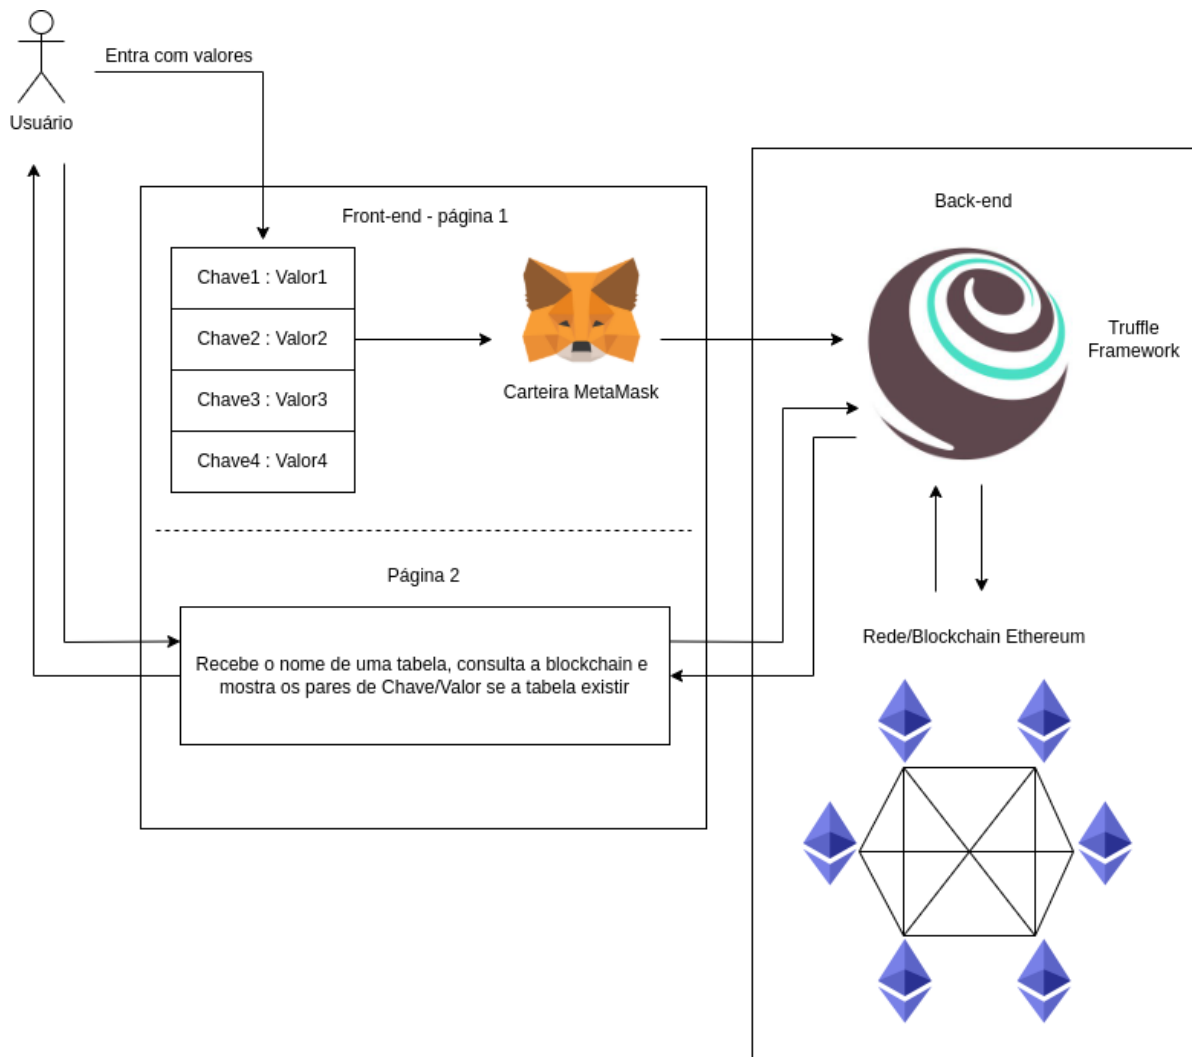 Entra com valores
Usuário
Front-end - página 1
Chave1 : Valor1
Chave2 : Valor2
Chave3 : Valor3
Chave4 : Valor4
Carteira MetaMask
Página 2
Recebe o nome de uma tabela, consulta a blockchain e
mostra os pares de Chave/Valor se a tabela existir
Back-end
Truffle
Framework
Rede/Blockchain Ethereum